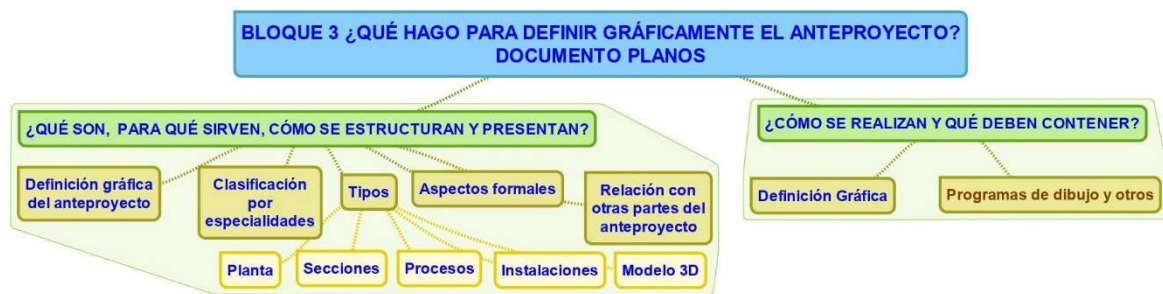 BLOQUE 3 ¿QUÉ HAGO PARA DEFINIR GRÁFICAMENTE EL ANTEPROYECTO?
DOCUMENTO PLANOS
¿QUÉ SON, PARA QUÉ SIRVEN, CÓMO SE ESTRUCTURAN Y PRESENTAN?
Definición gráfica
del anteproyecto
Clasificación
por
especialidades
Tipos
Aspectos formales
Relación con
otras partes del
anteproyecto
Planta
Secciones
Procesos
Instalaciones
Modelo 3D
¿CÓMO SE REALIZAN Y QUÉ DEBEN CONTENER?
Definición Gráfica
Programas de dibujo y otros